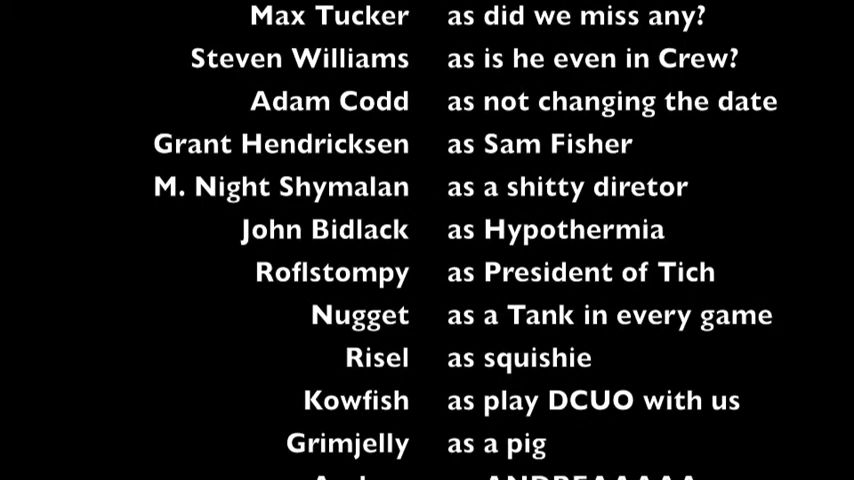 Max Tucker as did we miss any?
Steven Williams as is he even in Crew?
Adam Codd as not changing the date
Grant Hendricksen as Sam Fisher
M. Night Shymalan as a shitty diretor
John Bidlack as Hypothermia
Roflstompy as President of Tich
Nugget as a Tank in every game
Risel as squishie
Kowfish as play DCUO with us
Grimjelly as a pig